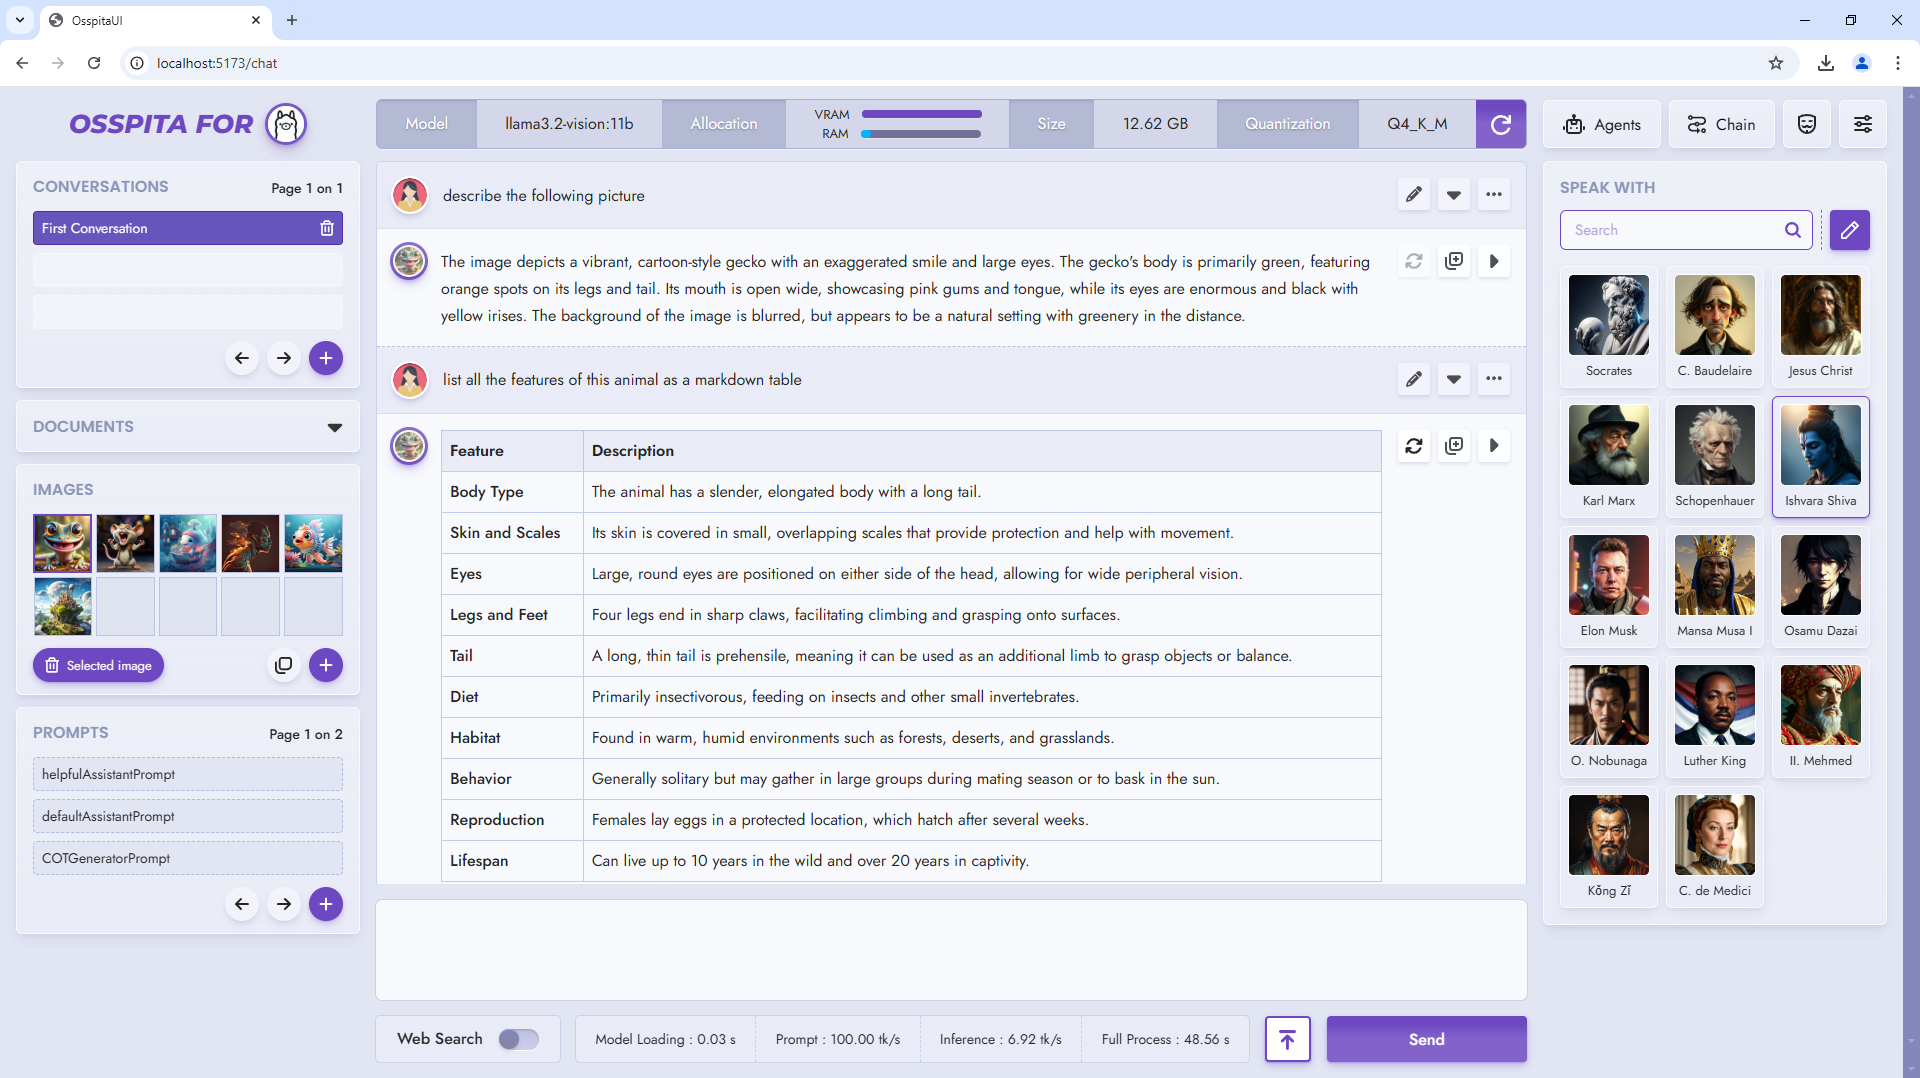 OsspitaUI
localhost:5173/chat
OSSPITA FOR
Model
llama3.2-vision:11b
Allocation
VRAM
RAM
Size
12.62 GB
Quantization
Q4_K_M
Agents
Chain
CONVERSATIONS
Page 1 on 1
First Conversation
DOCUMENTS
IMAGES
Selected image
PROMPTS
Page 1 on 2
helpfulAssistantPrompt
defaultAssistantPrompt
COTGeneratorPrompt
describe the following picture
The image depicts a vibrant, cartoon-style gecko with an exaggerated smile and large eyes. The gecko's body is primarily green, featuring
orange spots on its legs and tail. Its mouth is open wide, showcasing pink gums and tongue, while its eyes are enormous and black with
yellow irises. The background of the image is blurred, but appears to be a natural setting with greenery in the distance.
list all the features of this animal as a markdown table
Feature Description
Body Type The animal has a slender, elongated body with a long tail.
Skin and Scales Its skin is covered in small, overlapping scales that provide protection and help with movement.
Eyes Large, round eyes are positioned on either side of the head, allowing for wide peripheral vision.
Legs and Feet Four legs end in sharp claws, facilitating climbing and grasping onto surfaces.
Tail A long, thin tail is prehensile, meaning it can be used as an additional limb to grasp objects or balance.
Diet Primarily insectivorous, feeding on insects and other small invertebrates.
Habitat Found in warm, humid environments such as forests, deserts, and grasslands.
Behavior Generally solitary but may gather in large groups during mating season or to bask in the sun.
Reproduction Females lay eggs in a protected location, which hatch after several weeks.
Lifespan Can live up to 10 years in the wild and over 20 years in captivity.
Web Search
Model Loading : 0.03 s
Prompt : 100.00 tk/s
Inference : 6.92 tk/s
Full Process : 48.56 s
Send
SPEAK WITH
Search
Socrates
C. Baudelaire
Jesus Christ
Karl Marx
Schopenhauer
Ishvara Shiva
Elon Musk
Mansa Musa I
Osamu Dazai
O. Nobunaga
Luther King
II. Mehmed
Kǒng Zǐ
C. de Medici